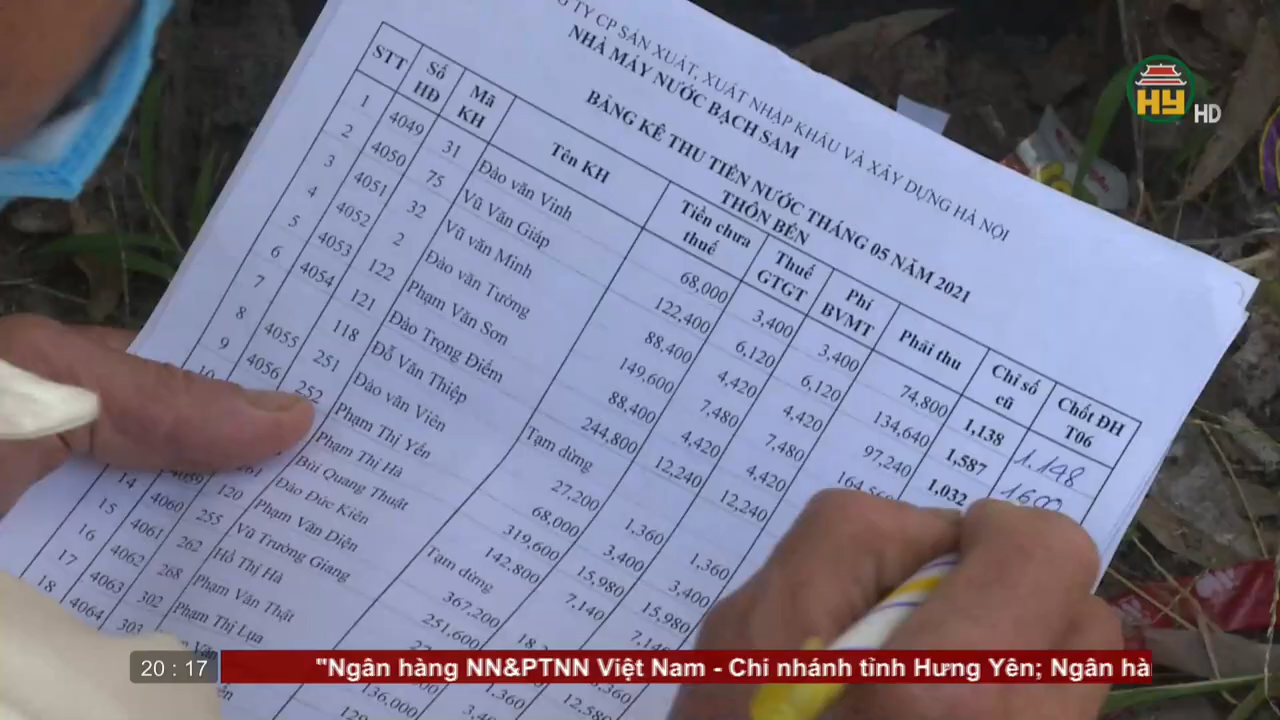 CP SẢN XUẤT, XUẤT NHẬP KHẨU VÀ XÂY DỰNG HÀ NỘI
NHÀ MÁY NƯỚC BẠCH SAM
BẢNG KÊ THU TIỀN NƯỚC THÁNG 05 NĂM 2021
THÔN BẾN
STT Số HĐ Mã KH Tên KH Tiền chưa thuế Thuế GTGT Phí BVMT Phải thu Chỉ số cũ Chốt ĐH T06
1 4049 31 Đào văn Vinh 68,000 3,400 3,400 74,800 1,138 1.198
2 4050 75 Vũ Văn Giáp 122,400 6,120 6,120 134,640 1,587 1600
3 4051 32 Vũ văn Minh 88,400 4,420 4,420 97,240 1,032
4 4052 2 Đào văn Tưởng 149,600 7,480 7,480
5 4053 122 Phạm Văn Sơn 88,400 4,420 4,420
6 4054 121 Đào Trọng Điểm 244,800 12,240 12,240
7 118 Đỗ Văn Thiệp Tạm dừng
8 4055 251 Đào văn Viên 27,200 1,360 1,360
9 4056 252 Phạm Thị Yến 68,000 3,400 3,400
10 Phạm Thị Hà 319,600 15,980 15,980
Bùi Quang Thuật 142,800 7,140
Đào Đức Kiên Tạm dừng
261 Phạm Văn Diện 367,200
14 4059 120 Vũ Trường Giang 251,600
15 4060 255 Hồ Thị Hà
16 4061 262 Phạm Văn Thất
17 4062 268 Phạm Thị Lụa
18 4063 302
4064 303
HY HD
20 : 17 "Ngân hàng NN&PTNN Việt Nam - Chi nhánh tỉnh Hưng Yên; Ngân